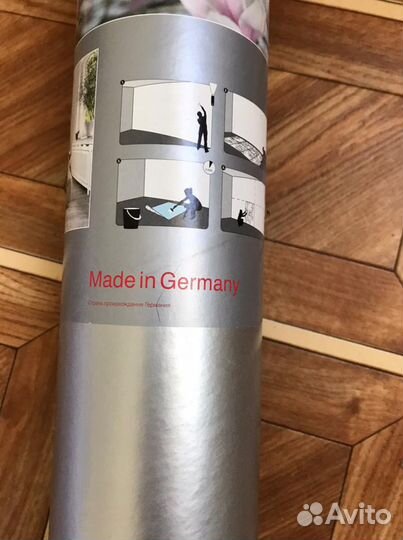 Made in Germany
Страна происхождения Германия
Avito